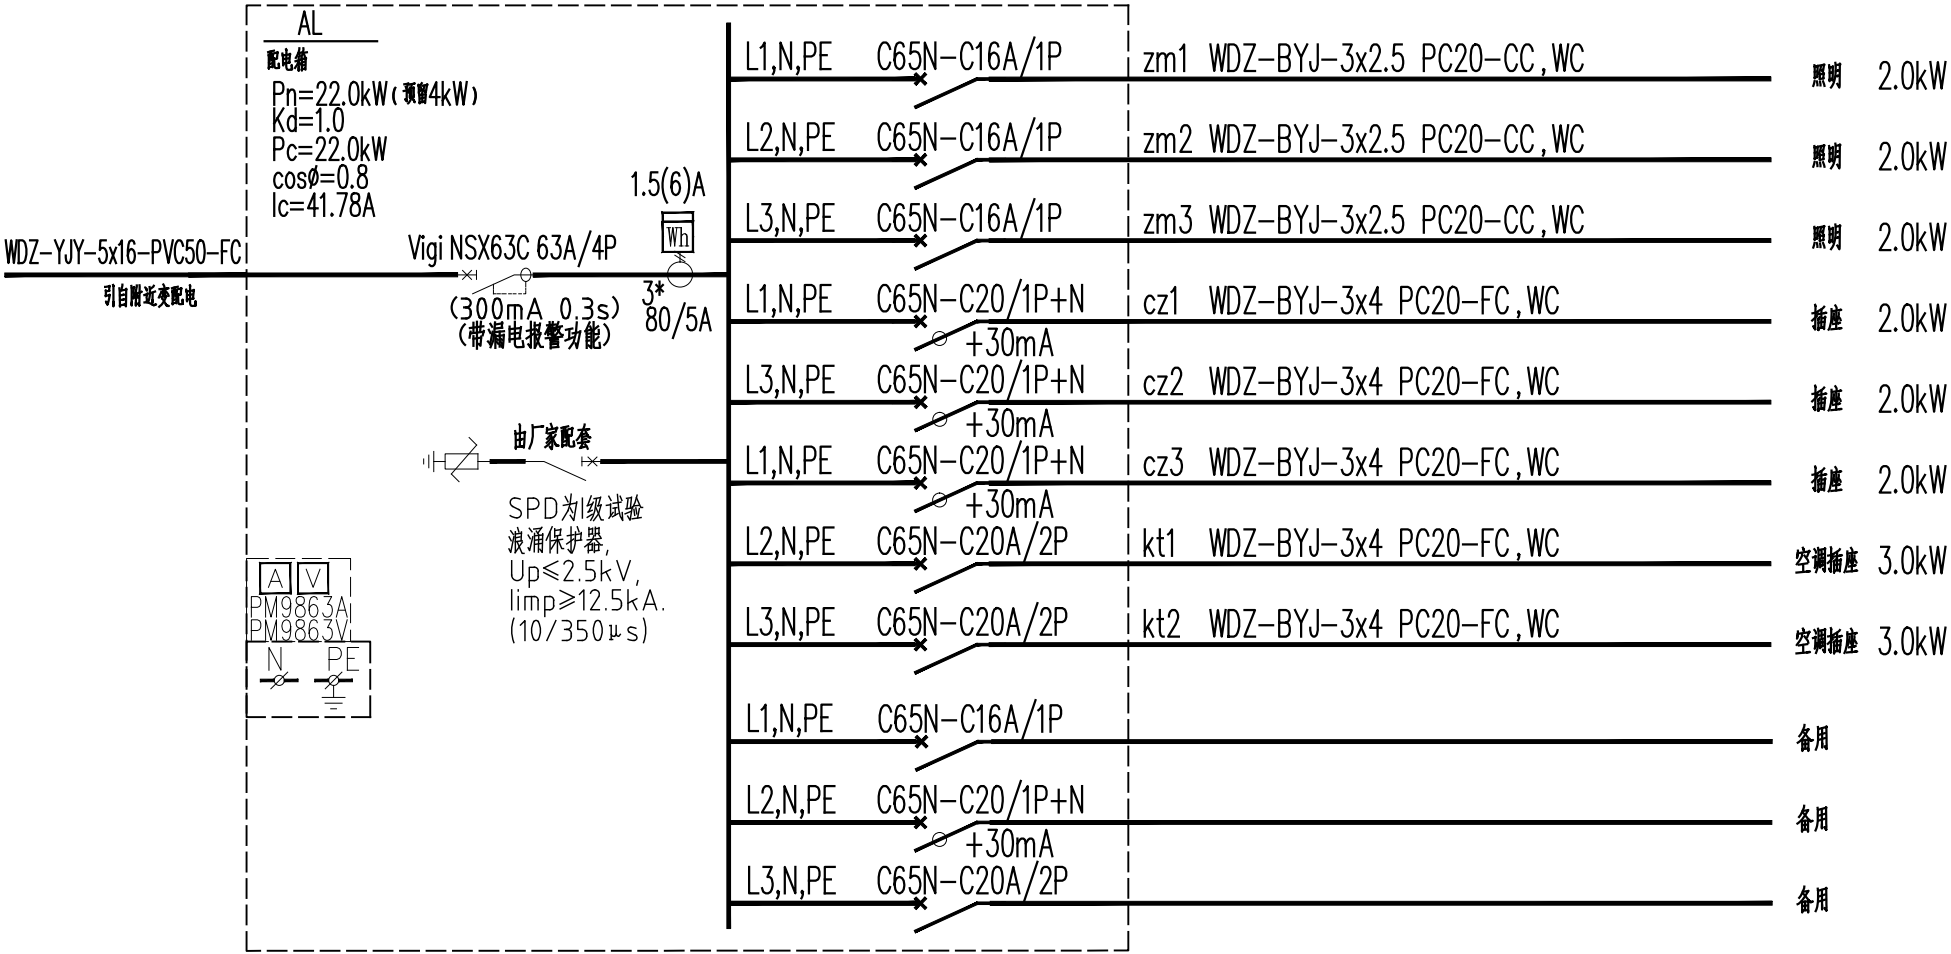 AL
配电箱
Pn=22.0kW(预留4kW)
Kd=1.0
Pc=22.0kW
cosø=0.8
Ic=41.78A
WDZ-YJY-5x16-PVC50-FC
引自附近变配电
Vigi NSX63C 63A/4P
(300mA 0.3s)
(带漏电报警功能)
1.5(6)A
Wh
3*
80/5A
由厂家配套
SPD为I级试验
浪涌保护器,
Up≤2.5kV,
Iimp≥12.5kA.
(10/350μs)
A V
PM9863A
PM9863V
N PE
L1,N,PE C65N-C16A/1P zm1 WDZ-BYJ-3x2.5 PC20-CC,WC 照明 2.0kW
L2,N,PE C65N-C16A/1P zm2 WDZ-BYJ-3x2.5 PC20-CC,WC 照明 2.0kW
L3,N,PE C65N-C16A/1P zm3 WDZ-BYJ-3x2.5 PC20-CC,WC 照明 2.0kW
L1,N,PE C65N-C20/1P+N cz1 WDZ-BYJ-3x4 PC20-FC,WC 插座 2.0kW
+30mA
L3,N,PE C65N-C20/1P+N cz2 WDZ-BYJ-3x4 PC20-FC,WC 插座 2.0kW
+30mA
L1,N,PE C65N-C20/1P+N cz3 WDZ-BYJ-3x4 PC20-FC,WC 插座 2.0kW
+30mA
L2,N,PE C65N-C20A/2P kt1 WDZ-BYJ-3x4 PC20-FC,WC 空调插座 3.0kW
L3,N,PE C65N-C20A/2P kt2 WDZ-BYJ-3x4 PC20-FC,WC 空调插座 3.0kW
L1,N,PE C65N-C16A/1P 备用
L2,N,PE C65N-C20/1P+N 备用
+30mA
L3,N,PE C65N-C20A/2P 备用